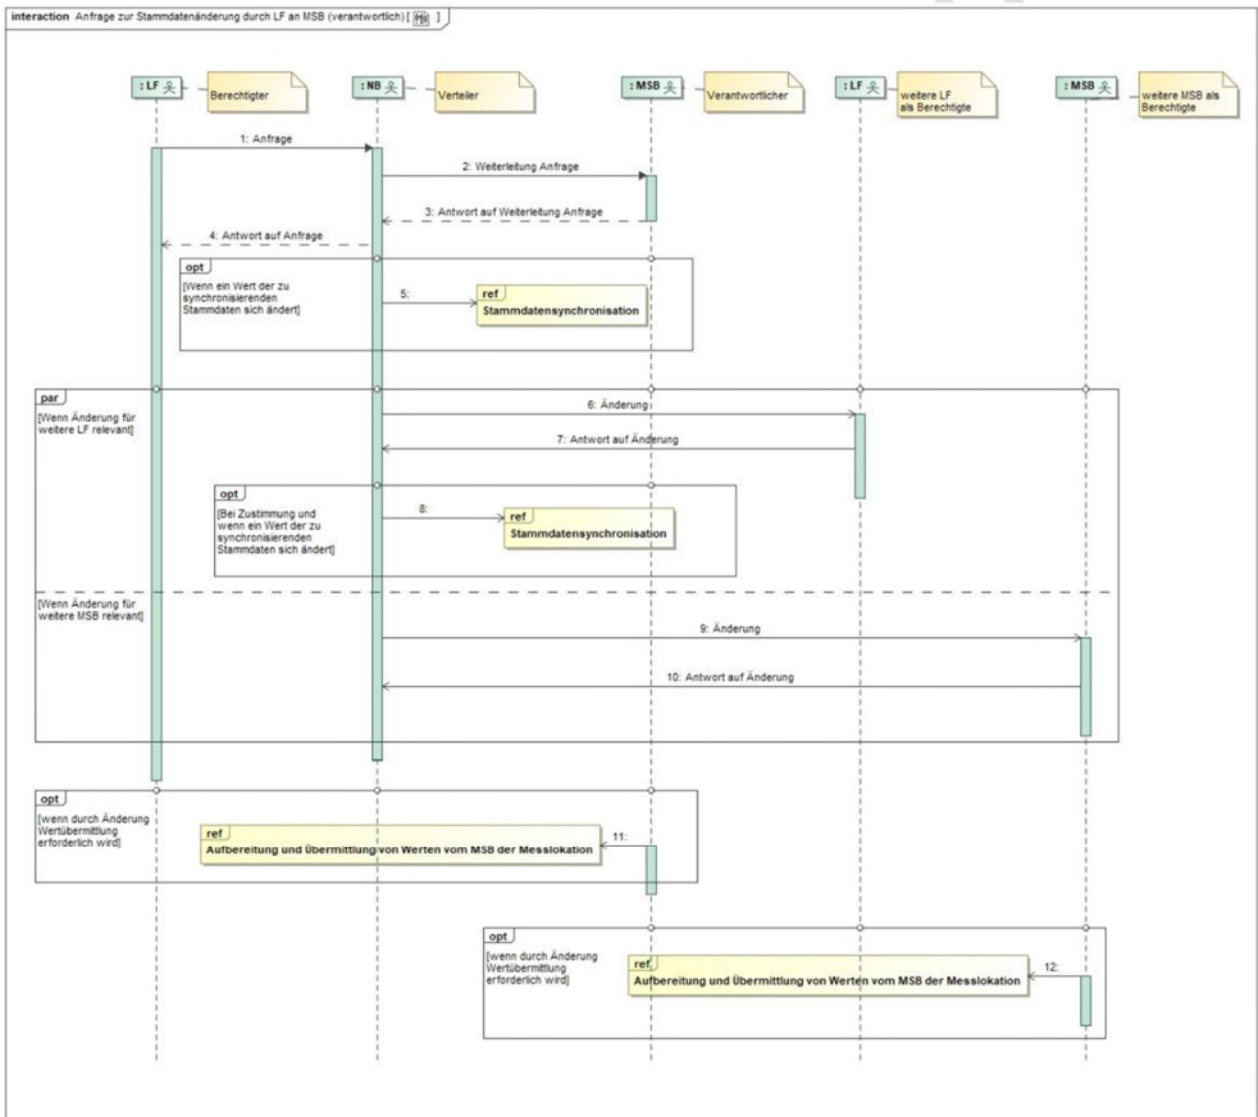 interaction Anfrage zur Stammdatenänderung durch LF an MSB (verantwortlich) [ ]
: LF
Berechtigter
: NB
Verteiler
: MSB
Verantwortlicher
: LF
weitere LF
als Berechtigte
: MSB
weitere MSB als
Berechtigte
1: Anfrage
2: Weiterleitung Anfrage
3: Antwort auf Weiterleitung Anfrage
4: Antwort auf Anfrage
opt
[Wenn ein Wert der zu
synchronisierenden
Stammdaten sich ändert]
5:
ref
Stammdatensynchronisation
par
[Wenn Änderung für
weitere LF relevant]
6: Änderung
7: Antwort auf Änderung
opt
[Bei Zustimmung und
wenn ein Wert der zu
synchronisierenden
Stammdaten sich ändert]
8:
ref
Stammdatensynchronisation
[Wenn Änderung für
weitere MSB relevant]
9: Änderung
10: Antwort auf Änderung
opt
[wenn durch Änderung
Wertübermittlung
erforderlich wird]
ref
Aufbereitung und Übermittlung von Werten vom MSB der Messlokation
11:
opt
[wenn durch Änderung
Wertübermittlung
erforderlich wird]
ref
Aufbereitung und Übermittlung von Werten vom MSB der Messlokation
12: